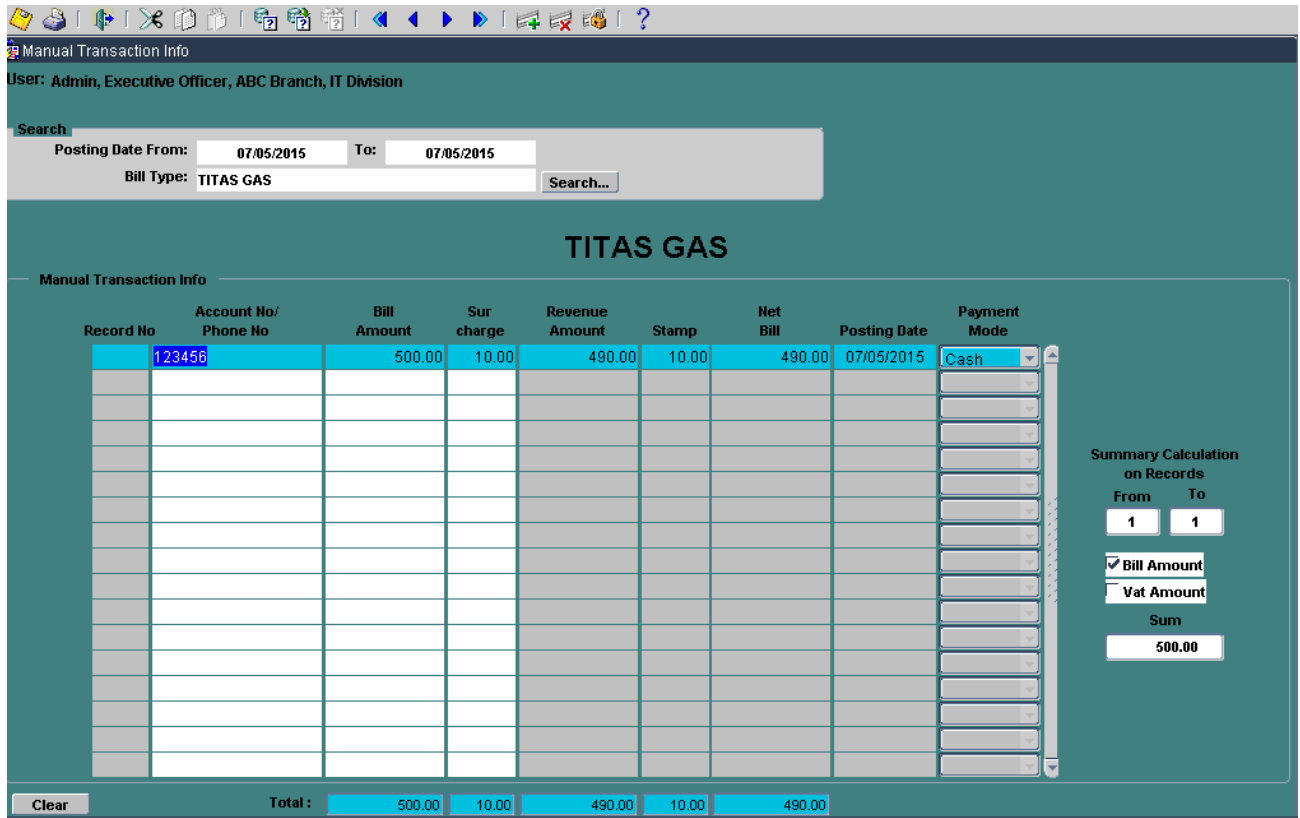 Manual Transaction Info
User: Admin, Executive Officer, ABC Branch, IT Division
Search
Posting Date From: 07/05/2015 To: 07/05/2015
Bill Type: TITAS GAS Search...
TITAS GAS
Manual Transaction Info
Account No/ Bill Sur Revenue Net Payment
Record No Phone No Amount charge Amount Stamp Bill Posting Date Mode
123456 500.00 10.00 490.00 10.00 490.00 07/05/2015 Cash
Summary Calculation
on Records
From To
1 1
Bill Amount
Vat Amount
Sum
500.00
Clear Total : 500.00 10.00 490.00 10.00 490.00